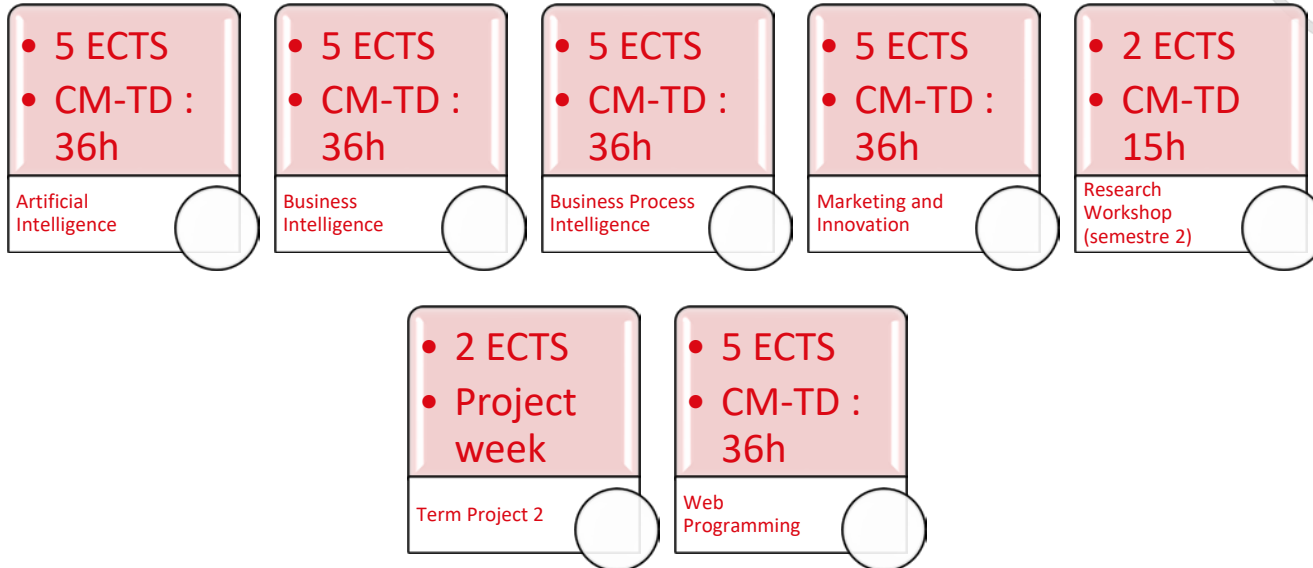 • 5 ECTS
• CM-TD :
36h
Artificial
Intelligence
• 5 ECTS
• CM-TD :
36h
Business
Intelligence
• 5 ECTS
• CM-TD :
36h
Business Process
Intelligence
• 5 ECTS
• CM-TD :
36h
Marketing and
Innovation
• 2 ECTS
• CM-TD
15h
Research
Workshop
(semestre 2)
• 2 ECTS
• Project
week
Term Project 2
• 5 ECTS
• CM-TD :
36h
Web
Programming